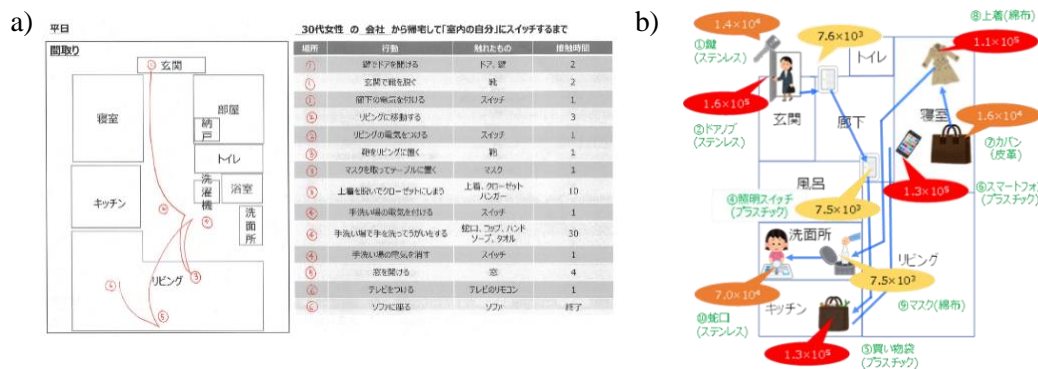 a)
平日
間取り
玄関
寝室
部屋
納戸
トイレ
洗濯機
浴室
洗面所
キッチン
リビング
30代女性 の 会社 から帰宅して「室内の自分」にスイッチするまで
場所 行動 触れたもの 接触時間
① 鍵でドアを開ける ドア、鍵 2
① 玄関で靴を脱ぐ 靴 2
① 廊下の電気を付ける スイッチ 1
② リビングに移動する 3
② リビングの電気をつける スイッチ 1
③ 鞄をリビングに置く 鞄 1
③ マスクを取ってテーブルに置く マスク 1
③ 上着を脱いでクローゼットにしまう 上着、クローゼット ハンガー 10
④ 手洗い場の電気を付ける スイッチ 1
④ 手洗い場で手を洗ってうがいをする 蛇口、コップ、ハンドソープ、タオル 30
④ 手洗い場の電気を消す スイッチ 1
⑤ 窓を開ける 窓 4
⑥ テレビをつける テレビのリモコン 1
⑥ ソファに座る ソファ 終了
b)
1.4×10⁴
①鍵
(ステンレス)
7.6×10³
トイレ
⑧上着(綿布)
1.1×10⁵
1.6×10⁵
②ドアノブ
(ステンレス)
玄関
廊下
寝室
1.6×10⁴
⑦カバン
(皮革)
1.3×10⁵
⑥スマートフォン
(プラスチック)
風呂
④照明スイッチ
(プラスチック)
7.5×10³
洗面所
リビング
7.5×10³
⑨マスク(綿布)
7.0×10⁴
⑩蛇口
(ステンレス)
キッチン
1.3×10⁵
⑤買い物袋
(プラスチック)